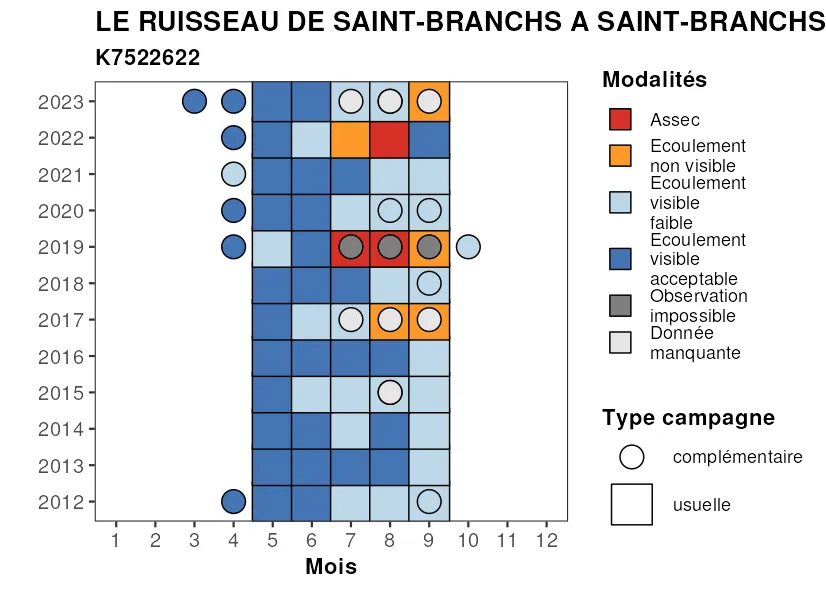 LE RUISSEAU DE SAINT-BRANCHS A SAINT-BRANCHS
K7522622
2023
2022
2021
2020
2019
2018
2017
2016
2015
2014
2013
2012
1 2 3 4 5 6 7 8 9 10 11 12
Mois
Modalités
Assec
Ecoulement
non visible
Ecoulement
visible
faible
Ecoulement
visible
acceptable
Observation
impossible
Donnée
manquante
Type campagne
complémentaire
usuelle